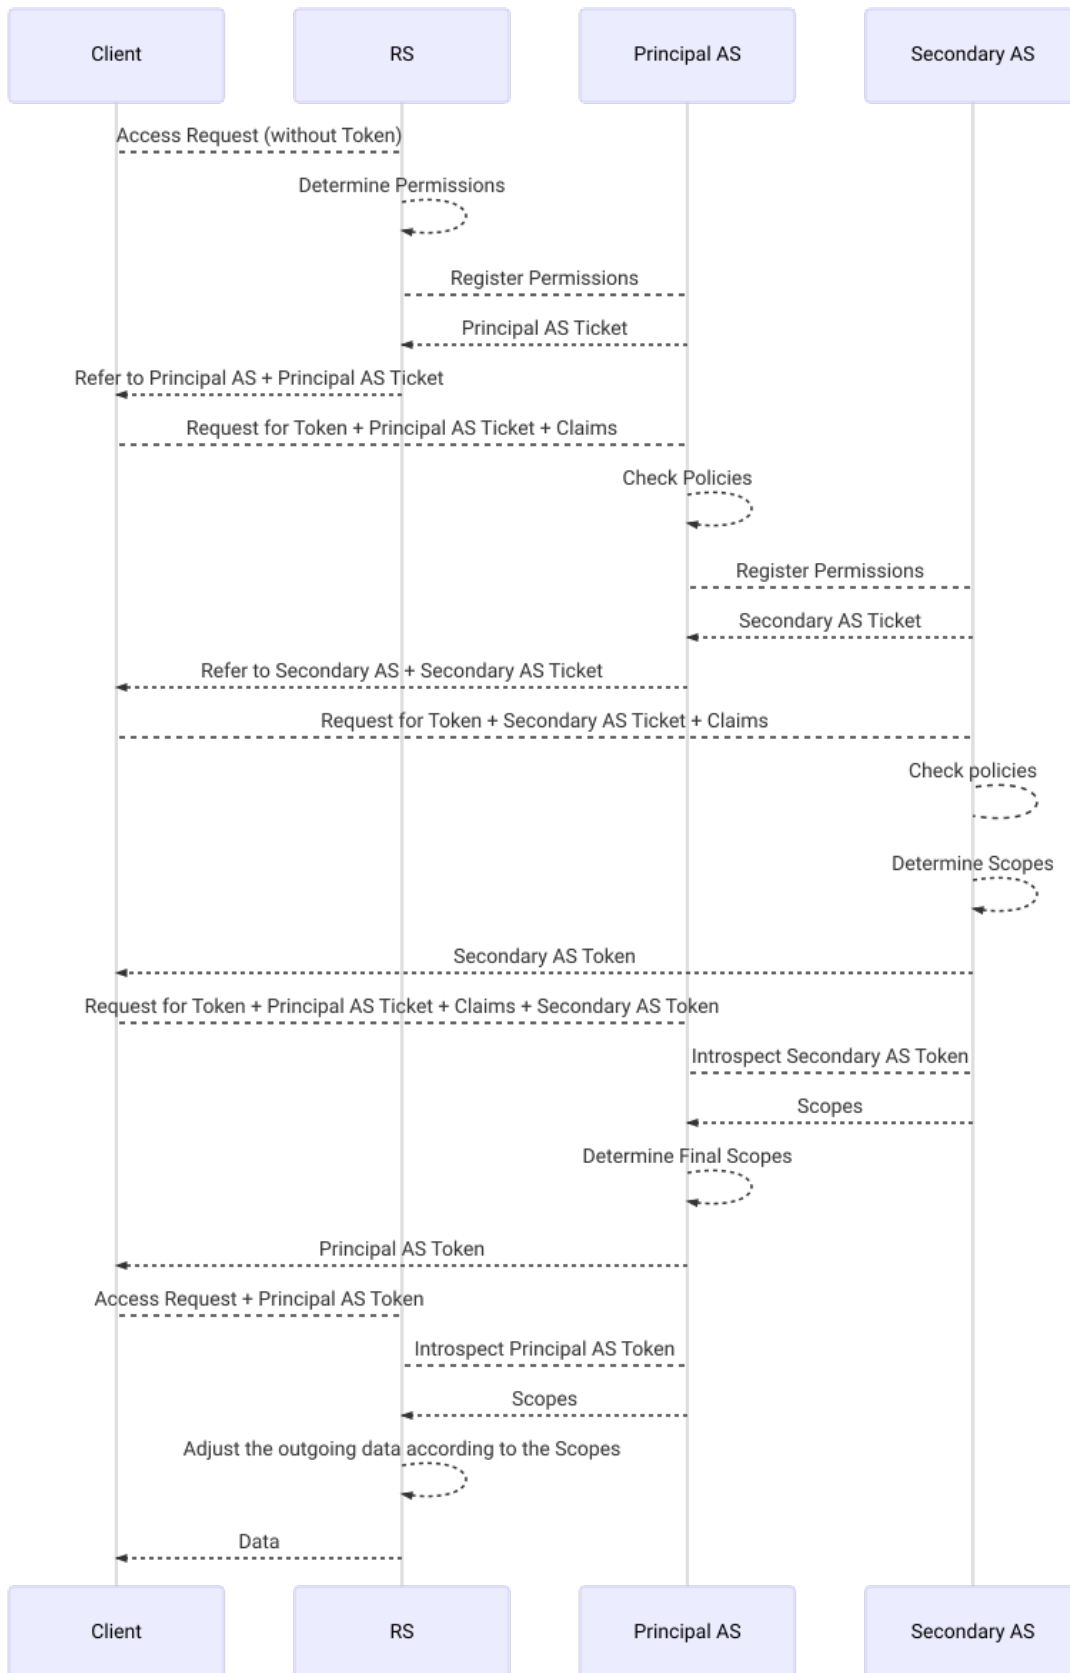 Client
RS
Principal AS
Secondary AS
Access Request (without Token)
Determine Permissions
Register Permissions
Principal AS Ticket
Refer to Principal AS + Principal AS Ticket
Request for Token + Principal AS Ticket + Claims
Check Policies
Register Permissions
Secondary AS Ticket
Refer to Secondary AS + Secondary AS Ticket
Request for Token + Secondary AS Ticket + Claims
Check policies
Determine Scopes
Secondary AS Token
Request for Token + Principal AS Ticket + Claims + Secondary AS Token
Introspect Secondary AS Token
Scopes
Determine Final Scopes
Principal AS Token
Access Request + Principal AS Token
Introspect Principal AS Token
Scopes
Adjust the outgoing data according to the Scopes
Data
Client
RS
Principal AS
Secondary AS